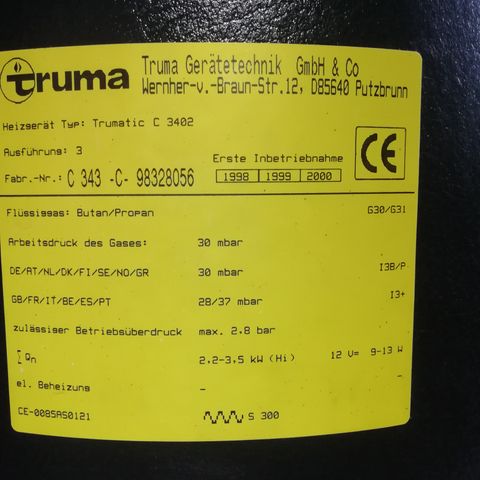 truma
Truma Gerätetechnik GmbH & Co
Wernher-v.-Braun-Str.12, D85640 Putzbrunn
Heizgerät Typ: Trumatic C 3402
Ausführung: 3
Erste Inbetriebnahme
Fabr.-Nr.: C 343 -C- 98328056 1998 1999 2000
CE
Flüssiggas: Butan/Propan G30/G31
Arbeitsdruck des Gases: 30 mbar
DE/AT/NL/DK/FI/SE/NO/GR 30 mbar I3B/P
GB/FR/IT/BE/ES/PT 28/37 mbar I3+
zulässiger Betriebsüberdruck max. 2.8 bar
∑ Qn 2.2-3.5 kW (Hi) 12 V= 9-13 W
el. Beheizung - -
CE-0085AS0121 S 300